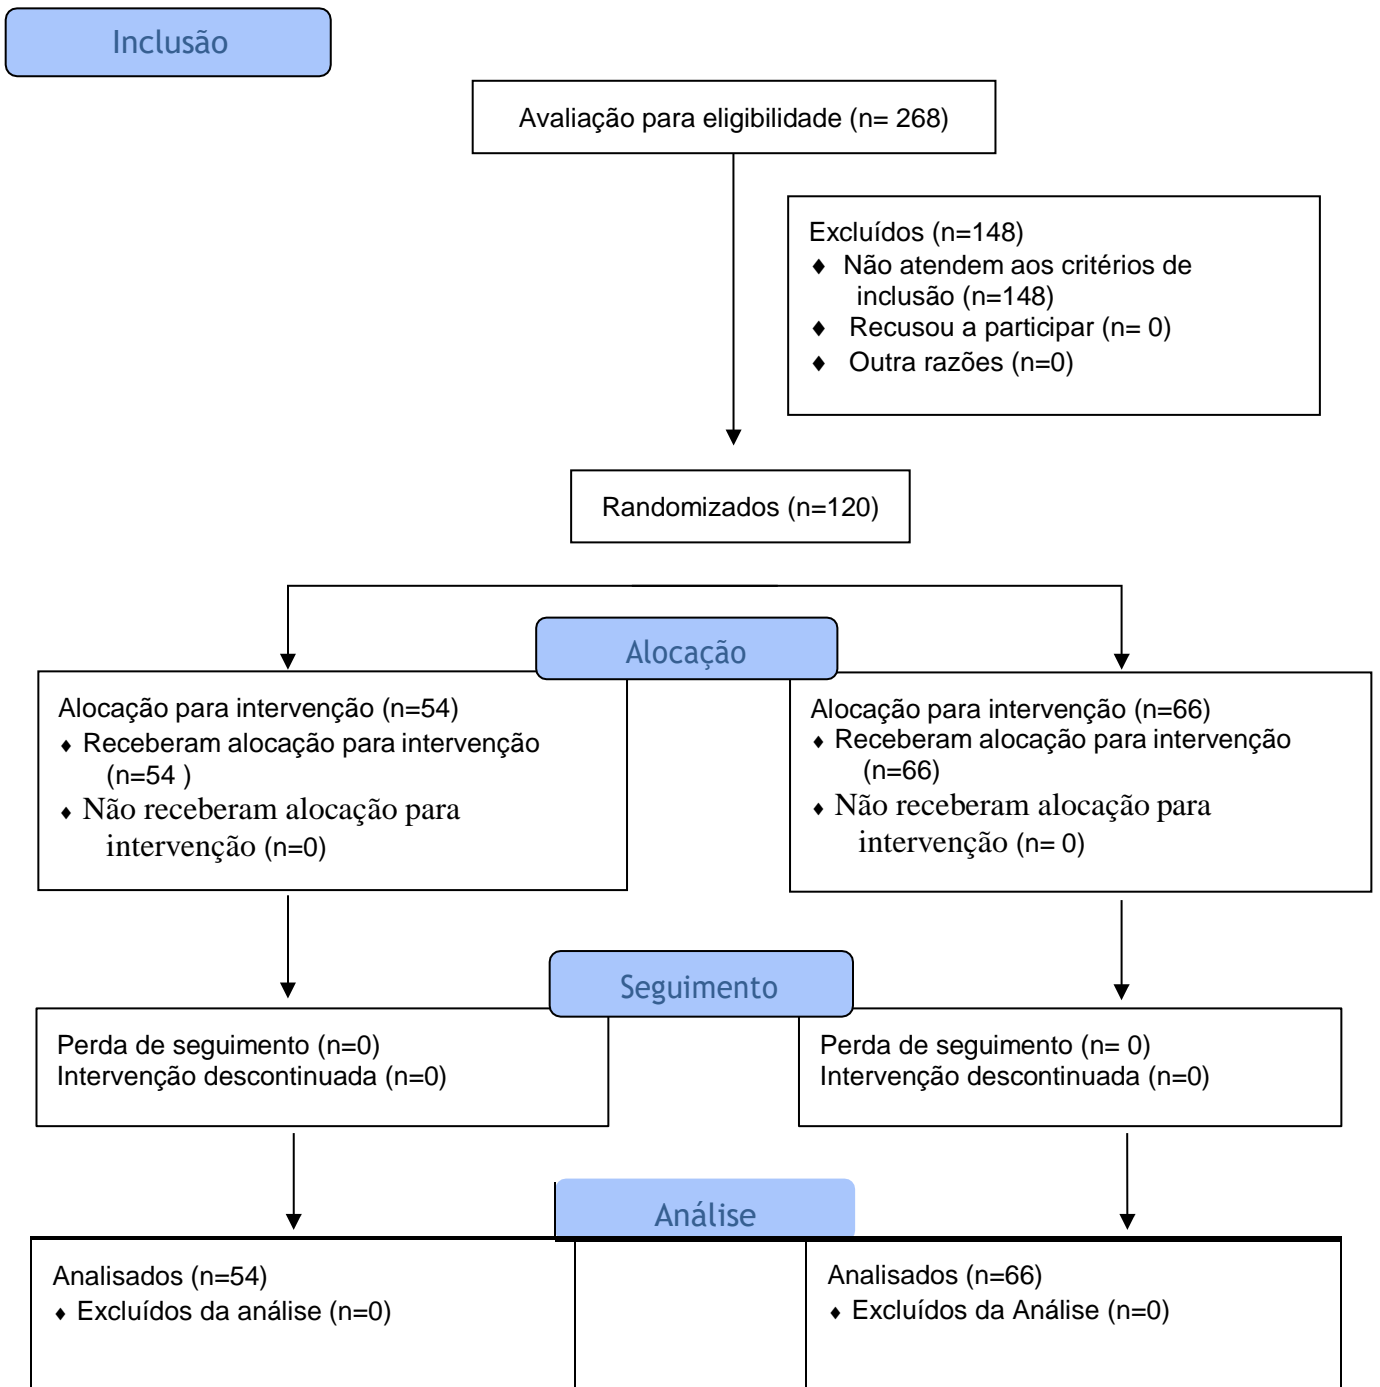 Inclusão
Avaliação para eligibilidade (n= 268)
Excluídos (n=148)
♦ Não atendem aos critérios de
inclusão (n=148)
♦ Recusou a participar (n= 0)
♦ Outra razões (n=0)
Randomizados (n=120)
Alocação
Alocação para intervenção (n=54)
♦ Receberam alocação para intervenção
(n=54 )
♦ Não receberam alocação para
intervenção (n=0)
Alocação para intervenção (n=66)
♦ Receberam alocação para intervenção
(n=66)
♦ Não receberam alocação para
intervenção (n= 0)
Seguimento
Perda de seguimento (n=0)
Intervenção descontinuada (n=0)
Perda de seguimento (n= 0)
Intervenção descontinuada (n=0)
Análise
Analisados (n=54)
♦ Excluídos da análise (n=0)
Analisados (n=66)
♦ Excluídos da Análise (n=0)